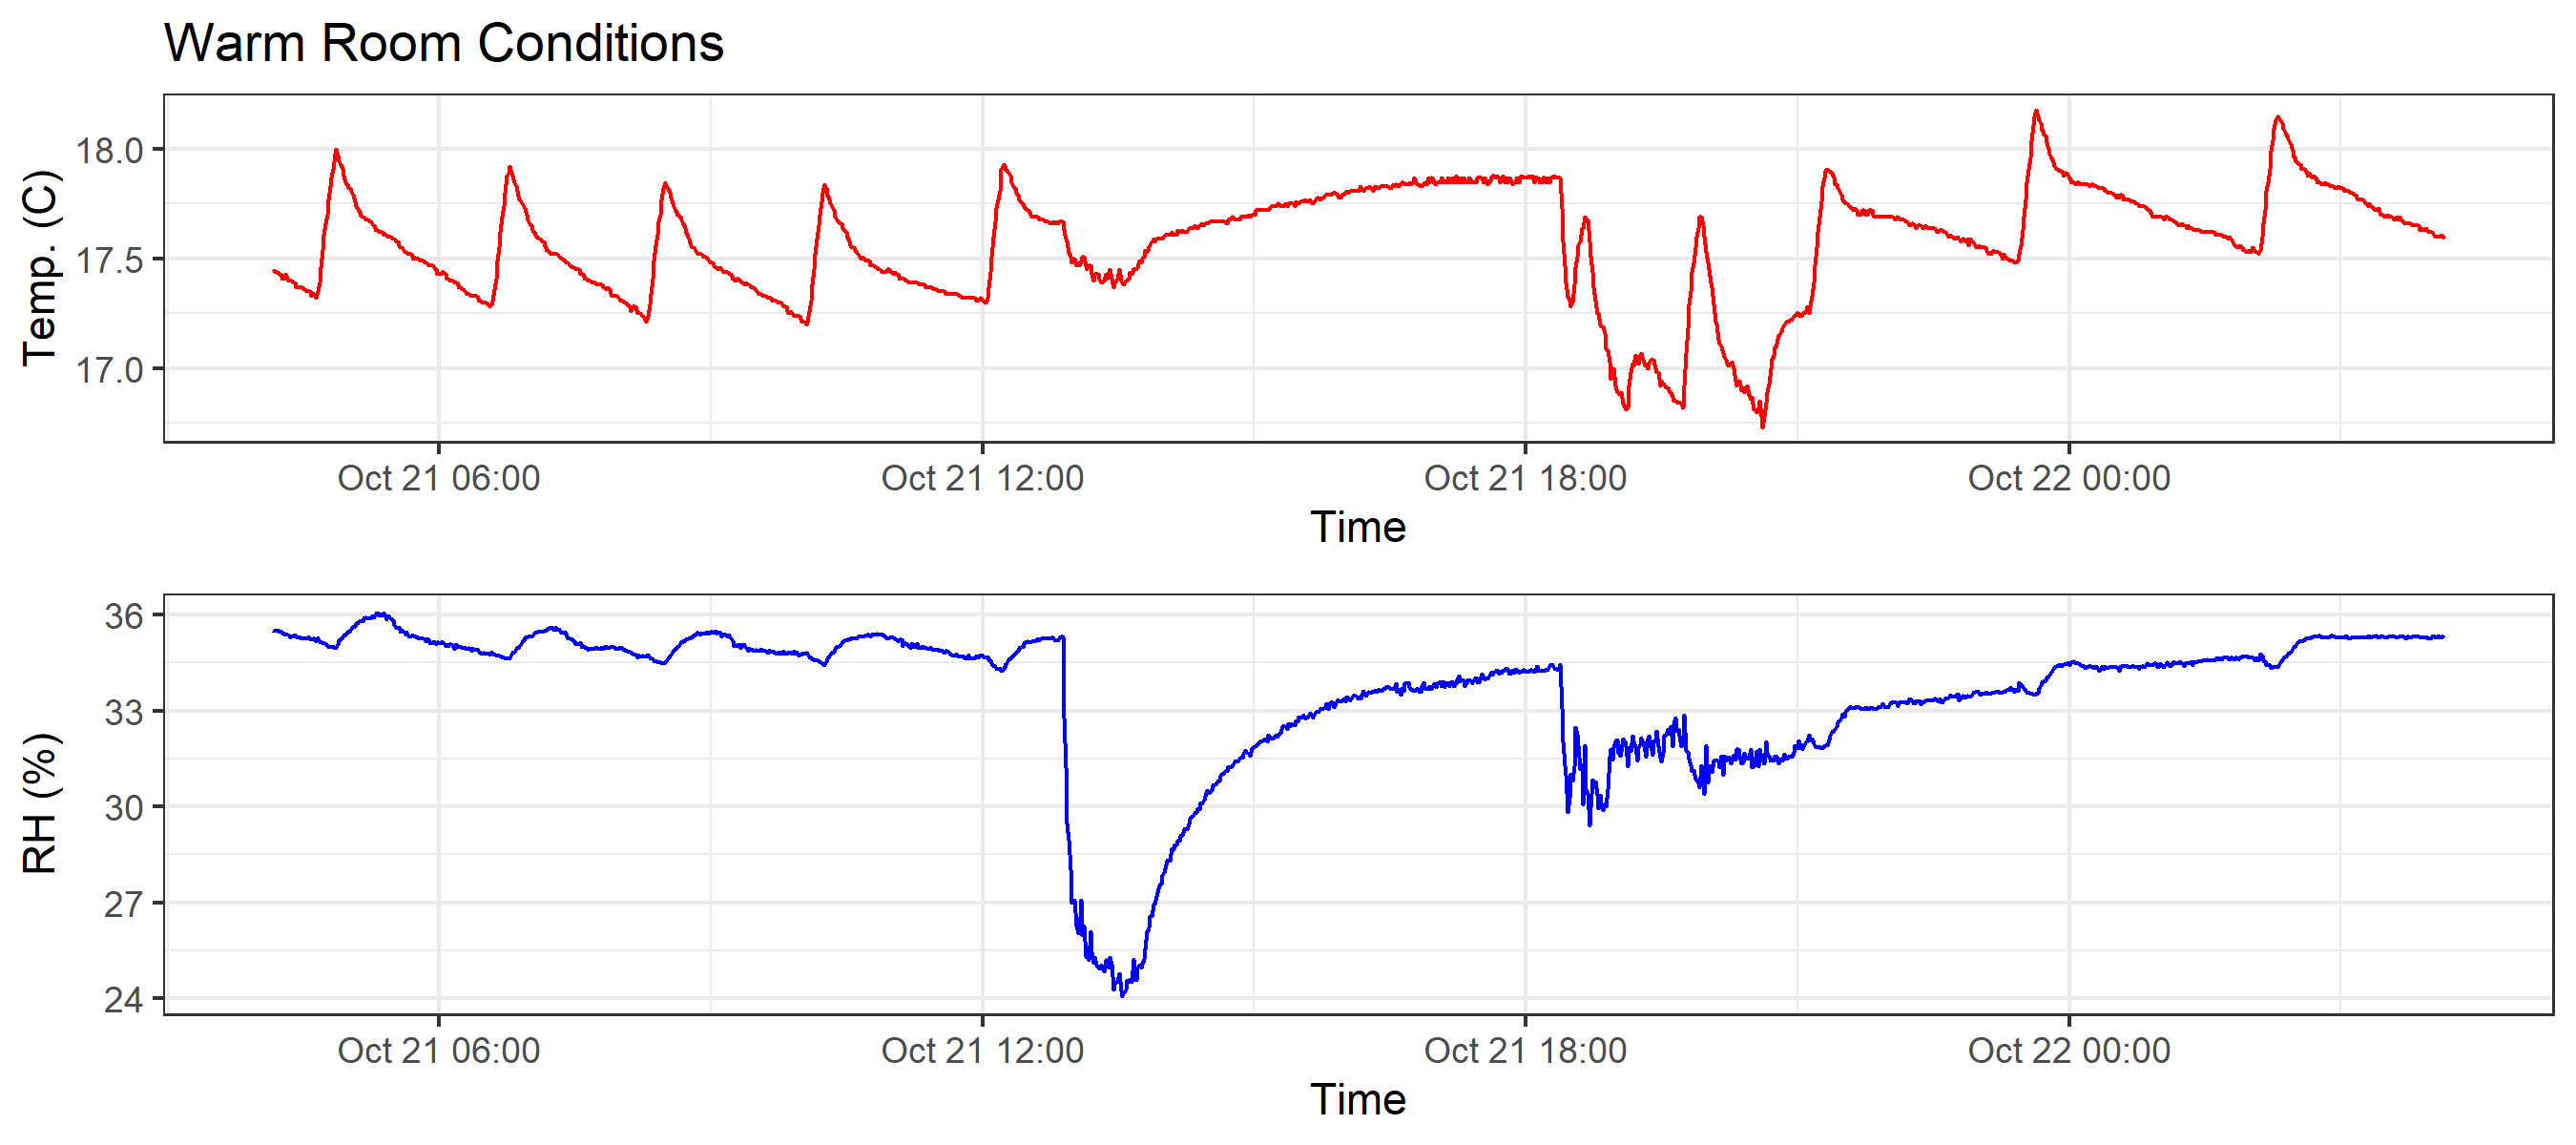 Warm Room Conditions
Temp. (C)
18.0
17.5
17.0
Oct 21 06:00 Oct 21 12:00 Oct 21 18:00 Oct 22 00:00
Time
RH (%)
36
33
30
27
24
Oct 21 06:00 Oct 21 12:00 Oct 21 18:00 Oct 22 00:00
Time